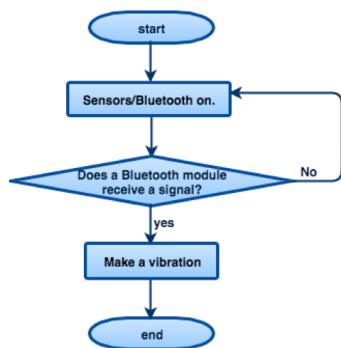 start
Sensors/Bluetooth on.
Does a Bluetooth module
receive a signal?
No
yes
Make a vibration
end